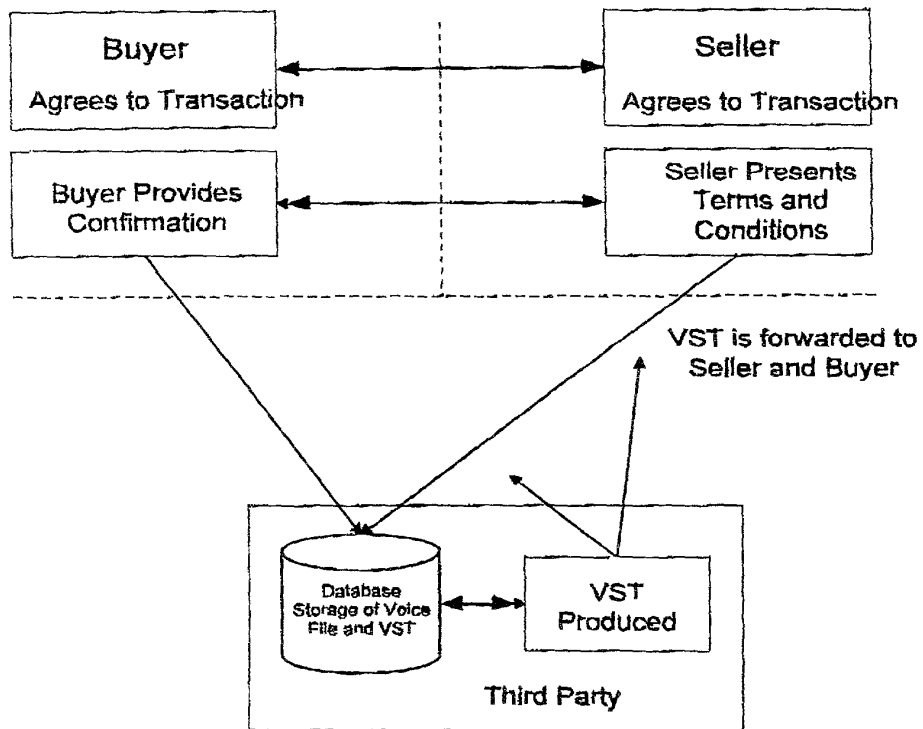 Buyer
Agrees to Transaction
Seller
Agrees to Transaction
Buyer Provides
Confirmation
Seller Presents
Terms and
Conditions
VST is forwarded to
Seller and Buyer
Database
Storage of Voice
File and VST
VST
Produced
Third Party